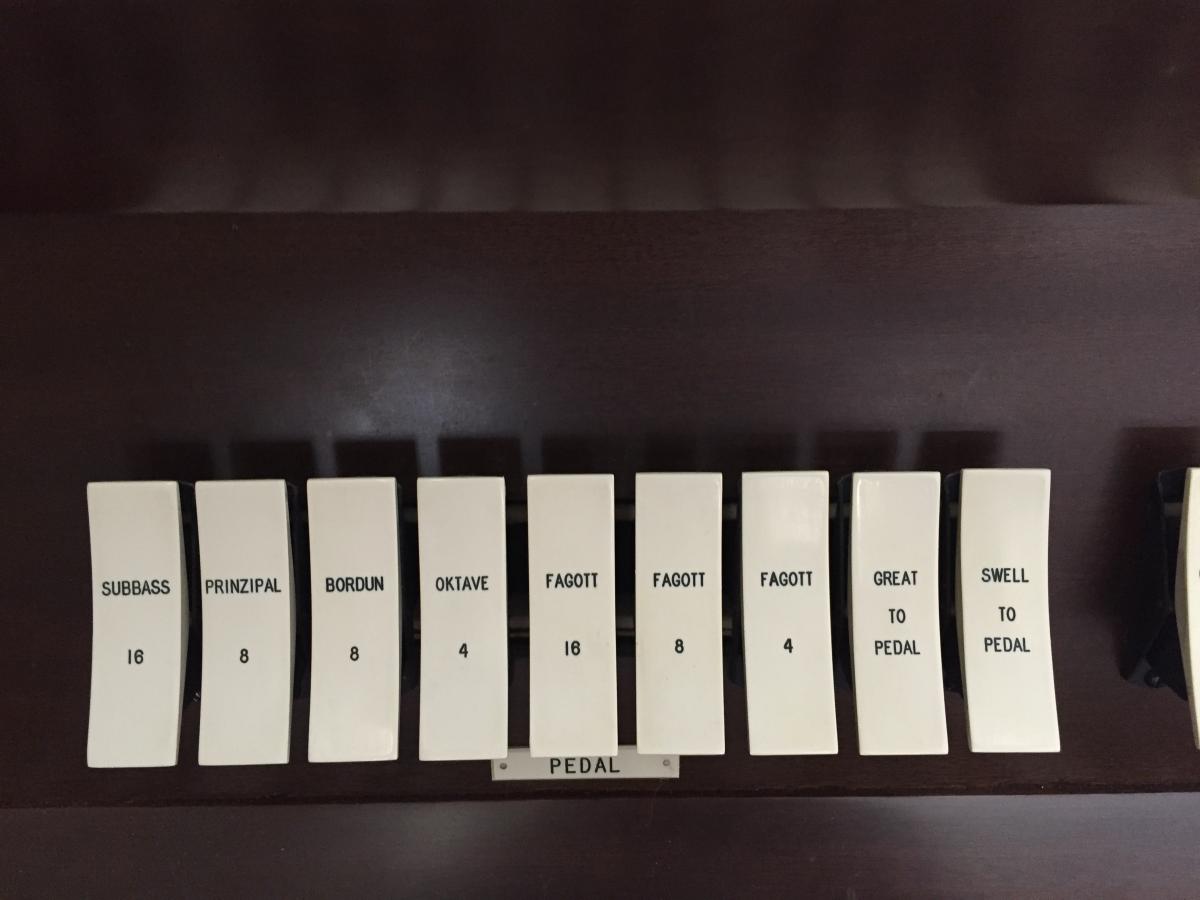 SUBBASS
16
PRINZIPAL
8
BORDUN
8
OKTAVE
4
FAGOTT
16
FAGOTT
8
FAGOTT
4
GREAT
TO
PEDAL
SWELL
TO
PEDAL
PEDAL